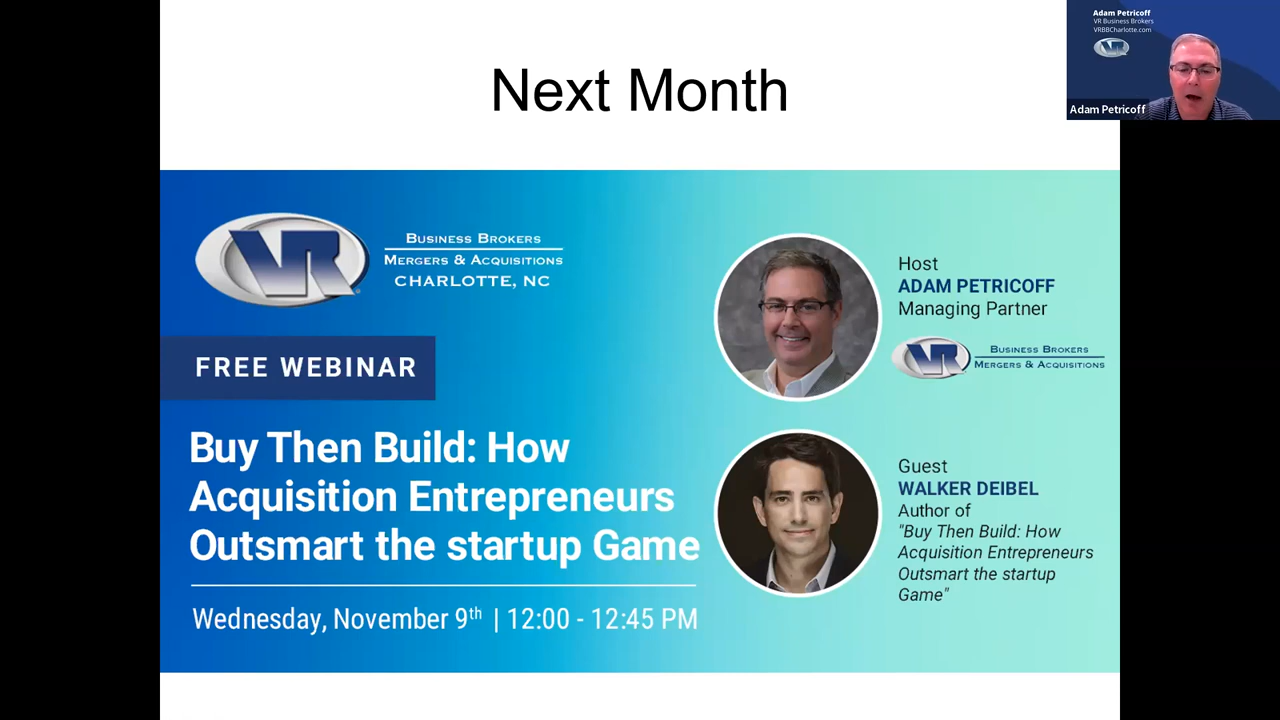 Next Month
Adam Petricoff
VR Business Brokers
VRBBCharlotte.com
VR
Adam Petricoff
VR
Business Brokers
Mergers & Acquisitions
CHARLOTTE, NC
FREE WEBINAR
Buy Then Build: How
Acquisition Entrepreneurs
Outsmart the startup Game
Wednesday, November 9th | 12:00 - 12:45 PM
Host
ADAM PETRICOFF
Managing Partner
VR
Business Brokers
Mergers & Acquisitions
Guest
WALKER DEIBEL
Author of
"Buy Then Build: How
Acquisition Entrepreneurs
Outsmart the startup
Game"